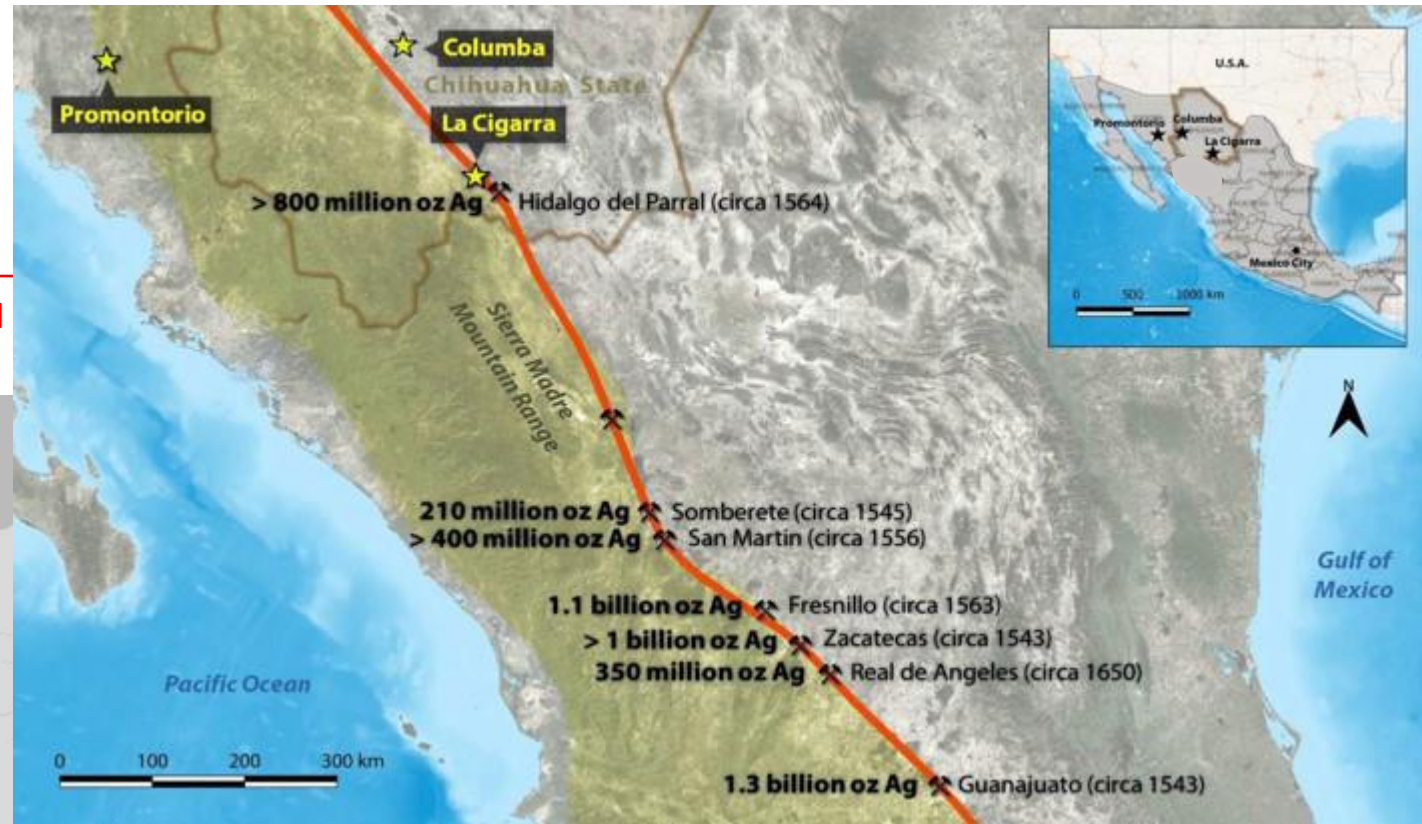 Columba
Chihuahua State
Promontorio
La Cigarra
> 800 million oz Ag Hidalgo del Parral (circa 1564)
Sierra Madre
Mountain Range
210 million oz Ag Somberete (circa 1545)
> 400 million oz Ag San Martin (circa 1556)
1.1 billion oz Ag Fresnillo (circa 1563)
> 1 billion oz Ag Zacatecas (circa 1543)
350 million oz Ag Real de Angeles (circa 1650)
1.3 billion oz Ag Guanajuato (circa 1543)
Pacific Ocean
0 100 200 300 km
Gulf of
Mexico
N
U.S.A.
Promontorio
Columba
La Cigarra
Mexico City
0 500 1000 km